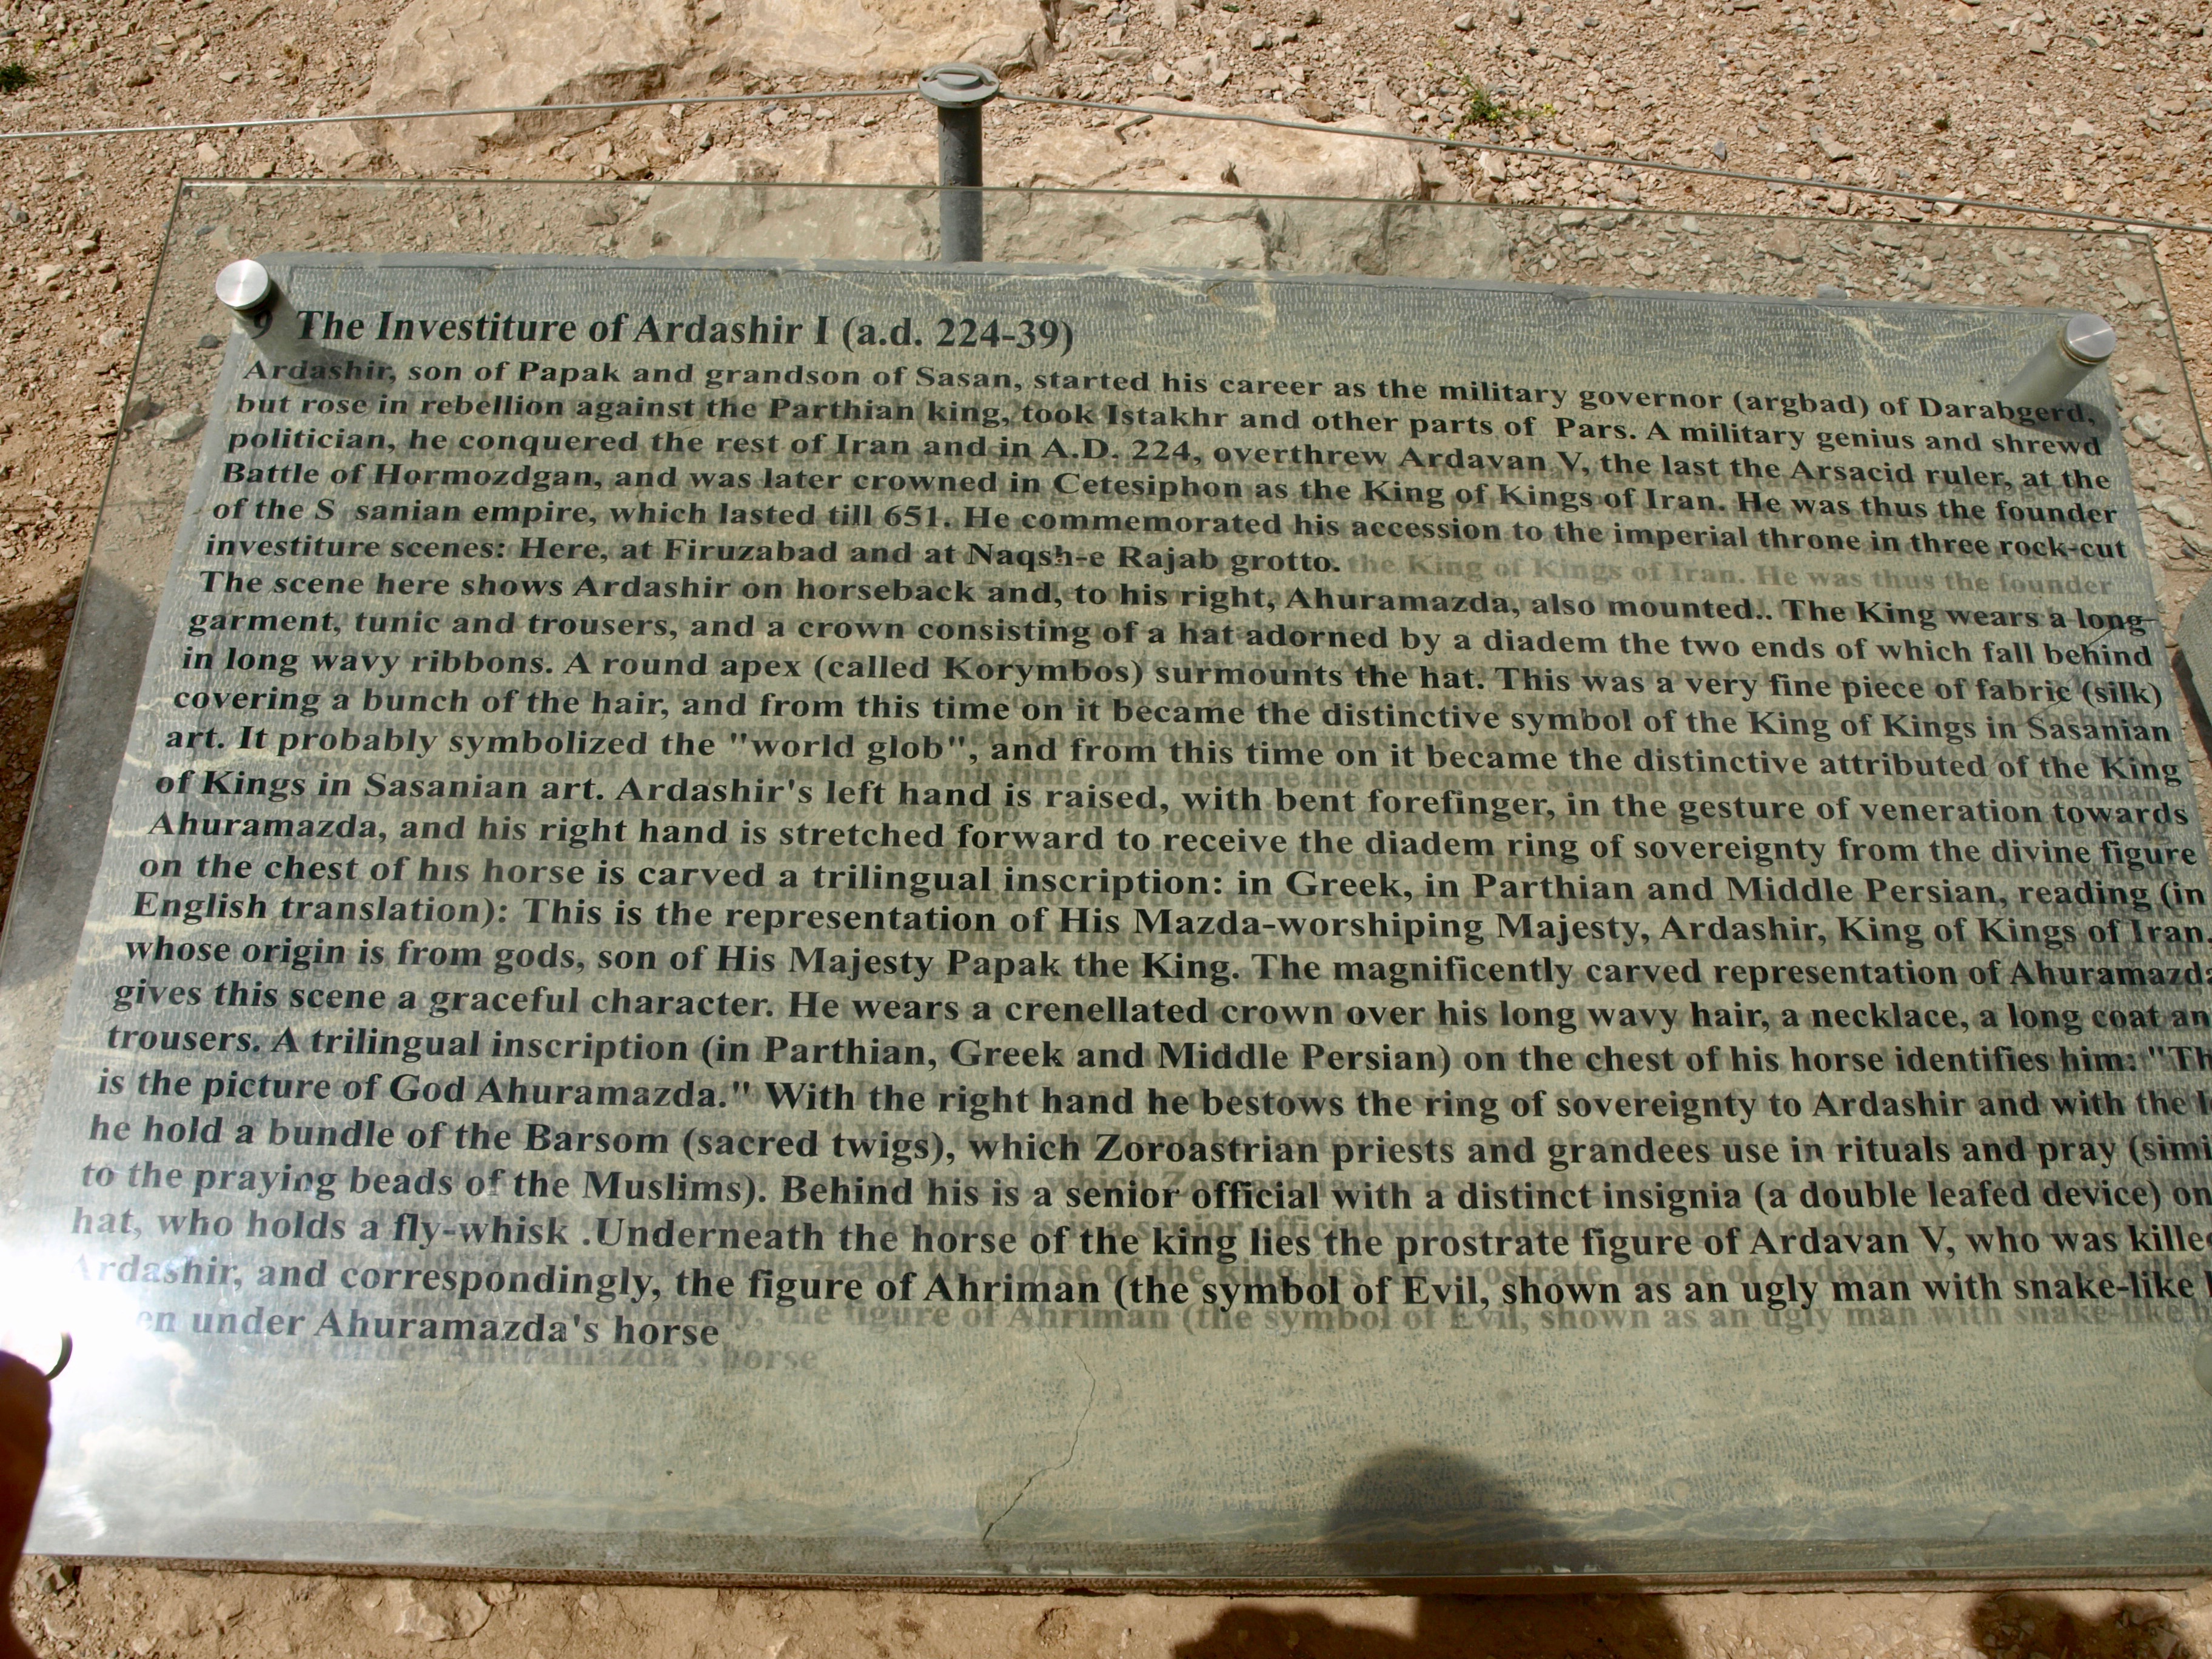 9 The Investiture of Ardashir I (a.d. 224-39)
Ardashir, son of Papak and grandson of Sasan, started his career as the military governor (argbad) of Darabgerd,
but rose in rebellion against the Parthian king, took Istakhr and other parts of Pars. A military genius and shrewd
politician, he conquered the rest of Iran and in A.D. 224, overthrew Ardavan V, the last the Arsacid ruler, at the
Battle of Hormozdgan, and was later crowned in Cetesiphon as the King of Kings of Iran. He was thus the founder
of the S sanian empire, which lasted till 651. He commemorated his accession to the imperial throne in three rock-cut
investiture scenes: Here, at Firuzabad and at Naqsh-e Rajab grotto.
The scene here shows Ardashir on horseback and, to his right, Ahuramazda, also mounted.. The King wears a long
garment, tunic and trousers, and a crown consisting of a hat adorned by a diadem the two ends of which fall behind
in long wavy ribbons. A round apex (called Korymbos) surmounts the hat. This was a very fine piece of fabric (silk)
covering a bunch of the hair, and from this time on it became the distinctive symbol of the King of Kings in Sasanian
art. It probably symbolized the "world glob", and from this time on it became the distinctive attributed of the King
of Kings in Sasanian art. Ardashir's left hand is raised, with bent forefinger, in the gesture of veneration towards
Ahuramazda, and his right hand is stretched forward to receive the diadem ring of sovereignty from the divine figure
on the chest of his horse is carved a trilingual inscription: in Greek, in Parthian and Middle Persian, reading (in
English translation): This is the representation of His Mazda-worshiping Majesty, Ardashir, King of Kings of Iran.
whose origin is from gods, son of His Majesty Papak the King. The magnificently carved representation of Ahuramazda
gives this scene a graceful character. He wears a crenellated crown over his long wavy hair, a necklace, a long coat an
trousers. A trilingual inscription (in Parthian, Greek and Middle Persian) on the chest of his horse identifies him: "Th
is the picture of God Ahuramazda." With the right hand he bestows the ring of sovereignty to Ardashir and with the
he hold a bundle of the Barsom (sacred twigs), which Zoroastrian priests and grandees use in rituals and pray (simi
to the praying beads of the Muslims). Behind his is a senior official with a distinct insignia (a double leafed device) on
hat, who holds a fly-whisk .Underneath the horse of the king lies the prostrate figure of Ardavan V, who was kille
Ardashir, and correspondingly, the figure of Ahriman (the symbol of Evil, shown as an ugly man with snake-like
en under Ahuramazda's horse